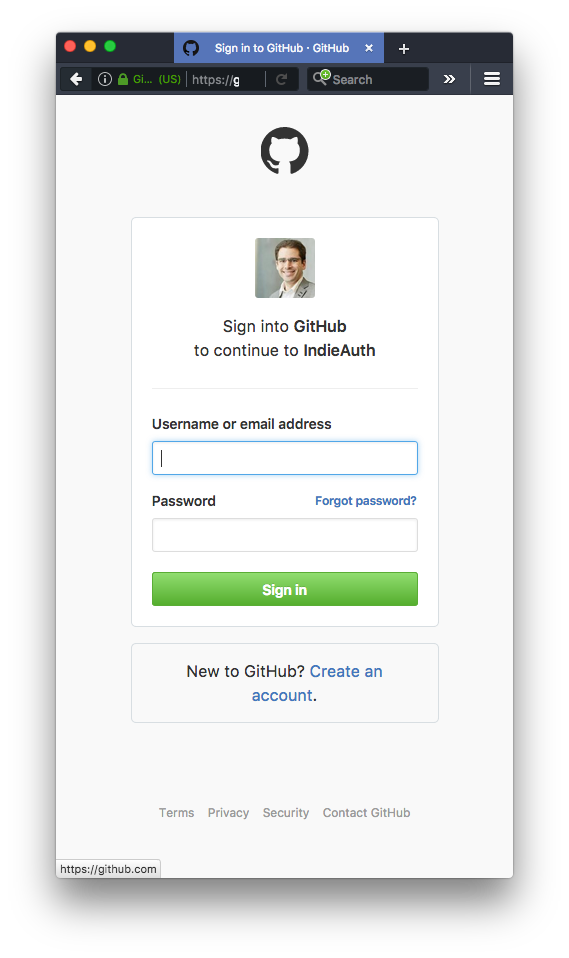 Sign in to GitHub · GitHub
Gi... (US) https://g Search
Sign into GitHub
to continue to IndieAuth
Username or email address
Password Forgot password?
Sign in
New to GitHub? Create an
account.
Terms Privacy Security Contact GitHub
https://github.com